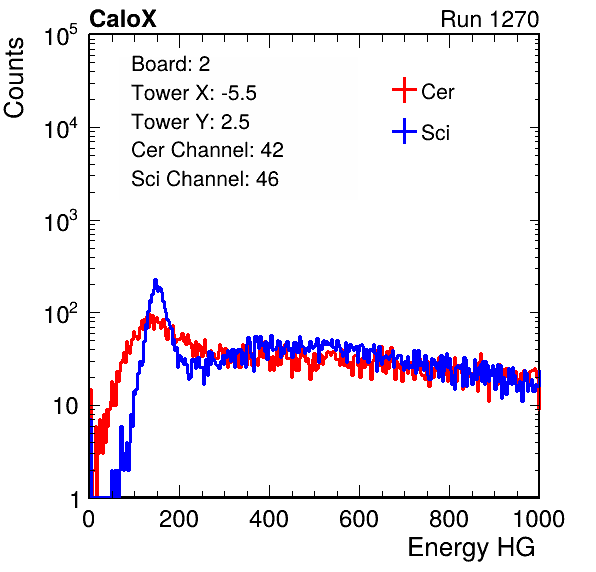 CaloX Run 1270
Counts
10^5
10^4
10^3
10^2
10
1
Board: 2
Tower X: -5.5
Tower Y: 2.5
Cer Channel: 42
Sci Channel: 46
Cer
Sci
0 200 400 600 800 1000
Energy HG